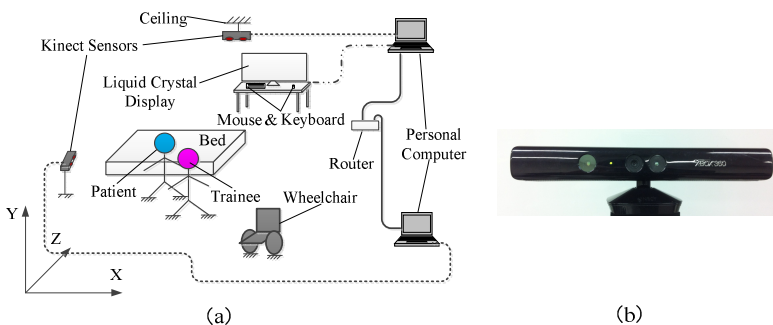 Ceiling
Kinect Sensors
Liquid Crystal
Display
Mouse & Keyboard
Bed
Router
Personal
Computer
Patient
Trainee
Wheelchair
Y
Z
X
(a)
XBOX 360
(b)